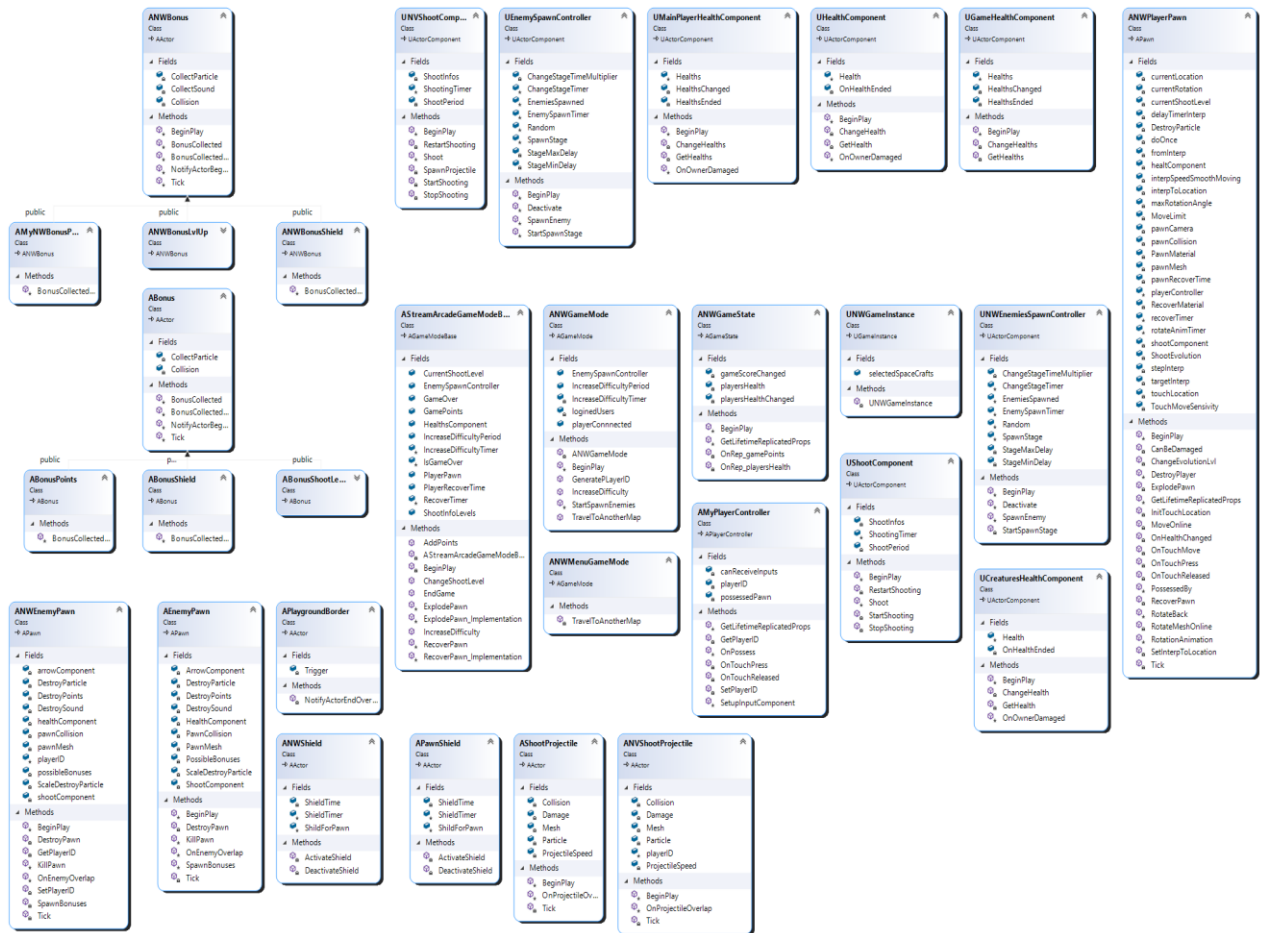 ANWBonus
Class
→ AActor
Fields
CollectParticle
CollectSound
Collision
Methods
BeginPlay
BonusCollected
BonusCollected...
NotifyActorBeg...
Tick
UNVShootComp...
Class
→ UActorComponent
Fields
ShootInfos
ShootingTimer
ShootPeriod
Methods
BeginPlay
RestartShooting
Shoot
SpawnProjectile
StartShooting
StopShooting
UEnemySpawnController
Class
→ UActorComponent
Fields
ChangeStageTimeMultiplier
ChangeStageTimer
EnemiesSpawned
EnemySpawnTimer
Random
SpawnStage
StageMaxDelay
StageMinDelay
Methods
BeginPlay
Deactivate
SpawnEnemy
StartSpawnStage
UMainPlayerHealthComponent
Class
→ UActorComponent
Fields
Healths
HealthsChanged
HealthsEnded
Methods
BeginPlay
ChangeHealths
GetHealths
OnOwnerDamaged
UHealthComponent
Class
→ UActorComponent
Fields
Health
OnHealthEnded
Methods
BeginPlay
ChangeHealth
GetHealth
OnOwnerDamaged
UGameHealthComponent
Class
→ UActorComponent
Fields
Healths
HealthsChanged
HealthsEnded
Methods
BeginPlay
ChangeHealths
GetHealths
ANWPlayerPawn
Class
→ APawn
Fields
currentLocation
currentRotation
currentShootLevel
delayTimerInterp
DestroyParticle
doOnce
fromInterp
healtComponent
interpSpeedSmoothMoving
interpToLocation
maxRotationAngle
MoveLimit
pawnCamera
pawnCollision
PawnMaterial
pawnMesh
pawnRecoverTime
playerController
RecoverMaterial
recoverTimer
rotateAnimTimer
shootComponent
ShootEvolution
stepInterp
targetInterp
touchLocation
TouchMoveSensivity
Methods
BeginPlay
CanBeDamaged
ChangeEvolutionLvl
DestroyPlayer
ExplodePawn
GetLifetimeReplicatedProps
InitTouchLocation
MoveOnline
OnHealthChanged
OnTouchMove
OnTouchPress
OnTouchReleased
PossessedBy
RecoverPawn
RotateBack
RotateMeshOnline
RotationAnimation
SetInterpToLocation
Tick
public
public
public
AMyNWBonusP...
Class
→ ANWBonus
Methods
BonusCollected...
ANWBonusLvlUp
Class
→ ANWBonus
ANWBonusShield
Class
→ ANWBonus
Methods
BonusCollected...
ABonus
Class
→ AActor
Fields
CollectParticle
Collision
Methods
BonusCollected
BonusCollected...
NotifyActorBeg...
Tick
public
p...
public
ABonusPoints
Class
→ ABonus
Methods
BonusCollected...
ABonusShield
Class
→ ABonus
Methods
BonusCollected...
ABonusShootLe...
Class
→ ABonus
AStreamArcadeGameModeB...
Class
→ AGameModeBase
Fields
CurrentShootLevel
EnemySpawnController
GameOver
GamePoints
HealthsComponent
IncreaseDifficultyPeriod
IncreaseDifficultyTimer
IsGameOver
PlayerPawn
PlayerRecoverTime
RecoverTimer
ShootInfoLevels
Methods
AddPoints
AStreamArcadeGameModeB...
BeginPlay
ChangeShootLevel
EndGame
ExplodePawn
ExplodePawn_Implementation
IncreaseDifficulty
RecoverPawn
RecoverPawn_Implementation
ANWGameMode
Class
→ AGameMode
Fields
EnemySpawnController
IncreaseDifficultyPeriod
IncreaseDifficultyTimer
loginedUsers
playerConnnected
Methods
ANWGameMode
BeginPlay
GeneratePLayerID
IncreaseDifficulty
StartSpawnEnemies
TravelToAnotherMap
ANWMenuGameMode
Class
→ AGameMode
Methods
TravelToAnotherMap
ANWGameState
Class
→ AGameState
Fields
gameScoreChanged
playersHealth
playersHealthChanged
Methods
BeginPlay
GetLifetimeReplicatedProps
OnRep_gamePoints
OnRep_playersHealth
AMyPlayerController
Class
→ APlayerController
Fields
canReceiveInputs
playerID
possessedPawn
Methods
GetLifetimeReplicatedProps
GetPlayerID
OnPossess
OnTouchPress
OnTouchReleased
SetPlayerID
SetupInputComponent
UNWGameInstance
Class
→ UGameInstance
Fields
selectedSpaceCrafts
Methods
UNWGameInstance
UShootComponent
Class
→ UActorComponent
Fields
ShootInfos
ShootingTimer
ShootPeriod
Methods
BeginPlay
RestartShooting
Shoot
StartShooting
StopShooting
UNWEnemiesSpawnController
Class
→ UActorComponent
Fields
ChangeStageTimeMultiplier
ChangeStageTimer
EnemiesSpawned
EnemySpawnTimer
Random
SpawnStage
StageMaxDelay
StageMinDelay
Methods
BeginPlay
Deactivate
SpawnEnemy
StartSpawnStage
UCreaturesHealthComponent
Class
→ UActorComponent
Fields
Health
OnHealthEnded
Methods
BeginPlay
ChangeHealth
GetHealth
OnOwnerDamaged
ANWEnemyPawn
Class
→ APawn
Fields
arrowComponent
DestroyParticle
DestroyPoints
DestroySound
healthComponent
pawnCollision
pawnMesh
playerID
possibleBonuses
ScaleDestroyParticle
shootComponent
Methods
BeginPlay
DestroyPawn
GetPlayerID
KillPawn
OnEnemyOverlap
SetPlayerID
SpawnBonuses
Tick
AEnemyPawn
Class
→ APawn
Fields
ArrowComponent
DestroyParticle
DestroyPoints
DestroySound
HealthComponent
PawnCollision
PawnMesh
PossibleBonuses
ScaleDestroyParticle
ShootComponent
Methods
BeginPlay
DestroyPawn
KillPawn
OnEnemyOverlap
SpawnBonuses
Tick
APlaygroundBorder
Class
→ AActor
Fields
Trigger
Methods
NotifyActorEndOver...
ANWShield
Class
→ AActor
Fields
ShieldTime
ShieldTimer
ShildForPawn
Methods
ActivateShield
DeactivateShield
APawnShield
Class
→ AActor
Fields
ShieldTime
ShieldTimer
ShildForPawn
Methods
ActivateShield
DeactivateShield
AShootProjectile
Class
→ AActor
Fields
Collision
Damage
Mesh
Particle
ProjectileSpeed
Methods
BeginPlay
OnProjectileOv...
Tick
ANVShootProjectile
Class
→ AActor
Fields
Collision
Damage
Mesh
Particle
playerID
ProjectileSpeed
Methods
BeginPlay
OnProjectileOverlap
Tick